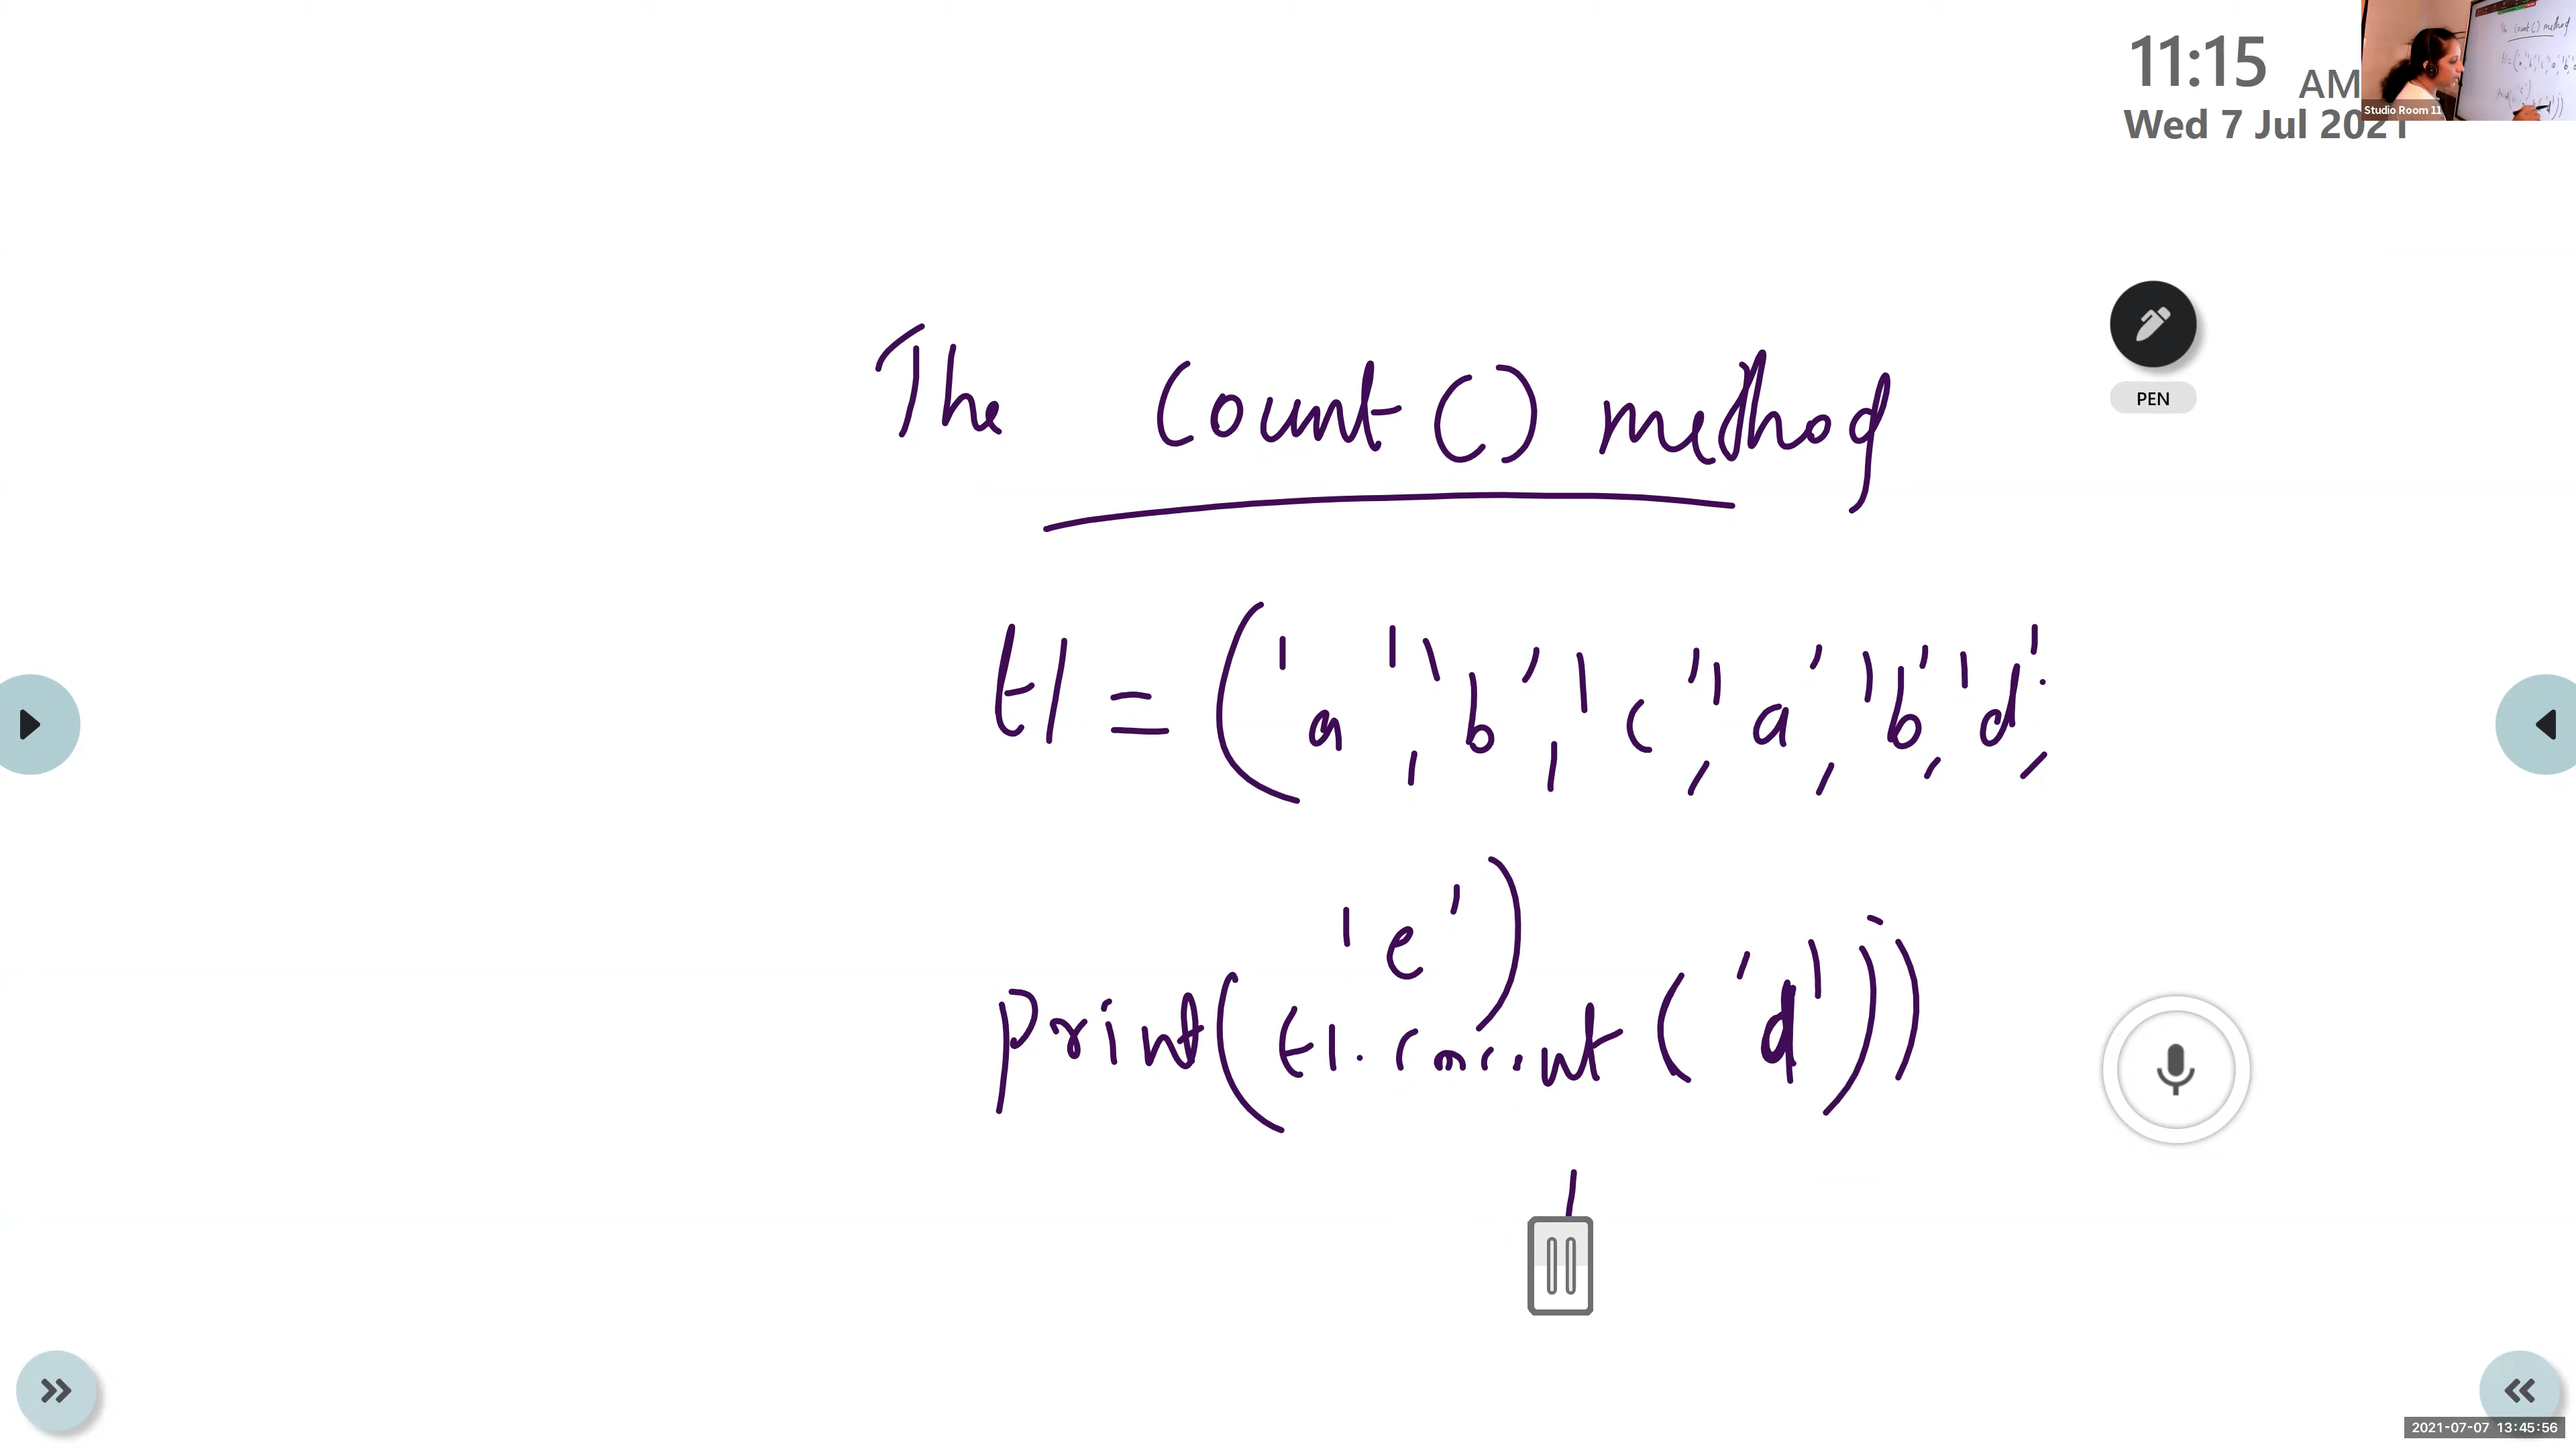 11:15 AM
Wed 7 Jul 2021
Studio Room 11
PEN
The count() method
t1 = ('a', 'b', 'c', 'a', 'b', 'd',
'e')
print(t1.count('d'))
2021-07-07 13:45:56